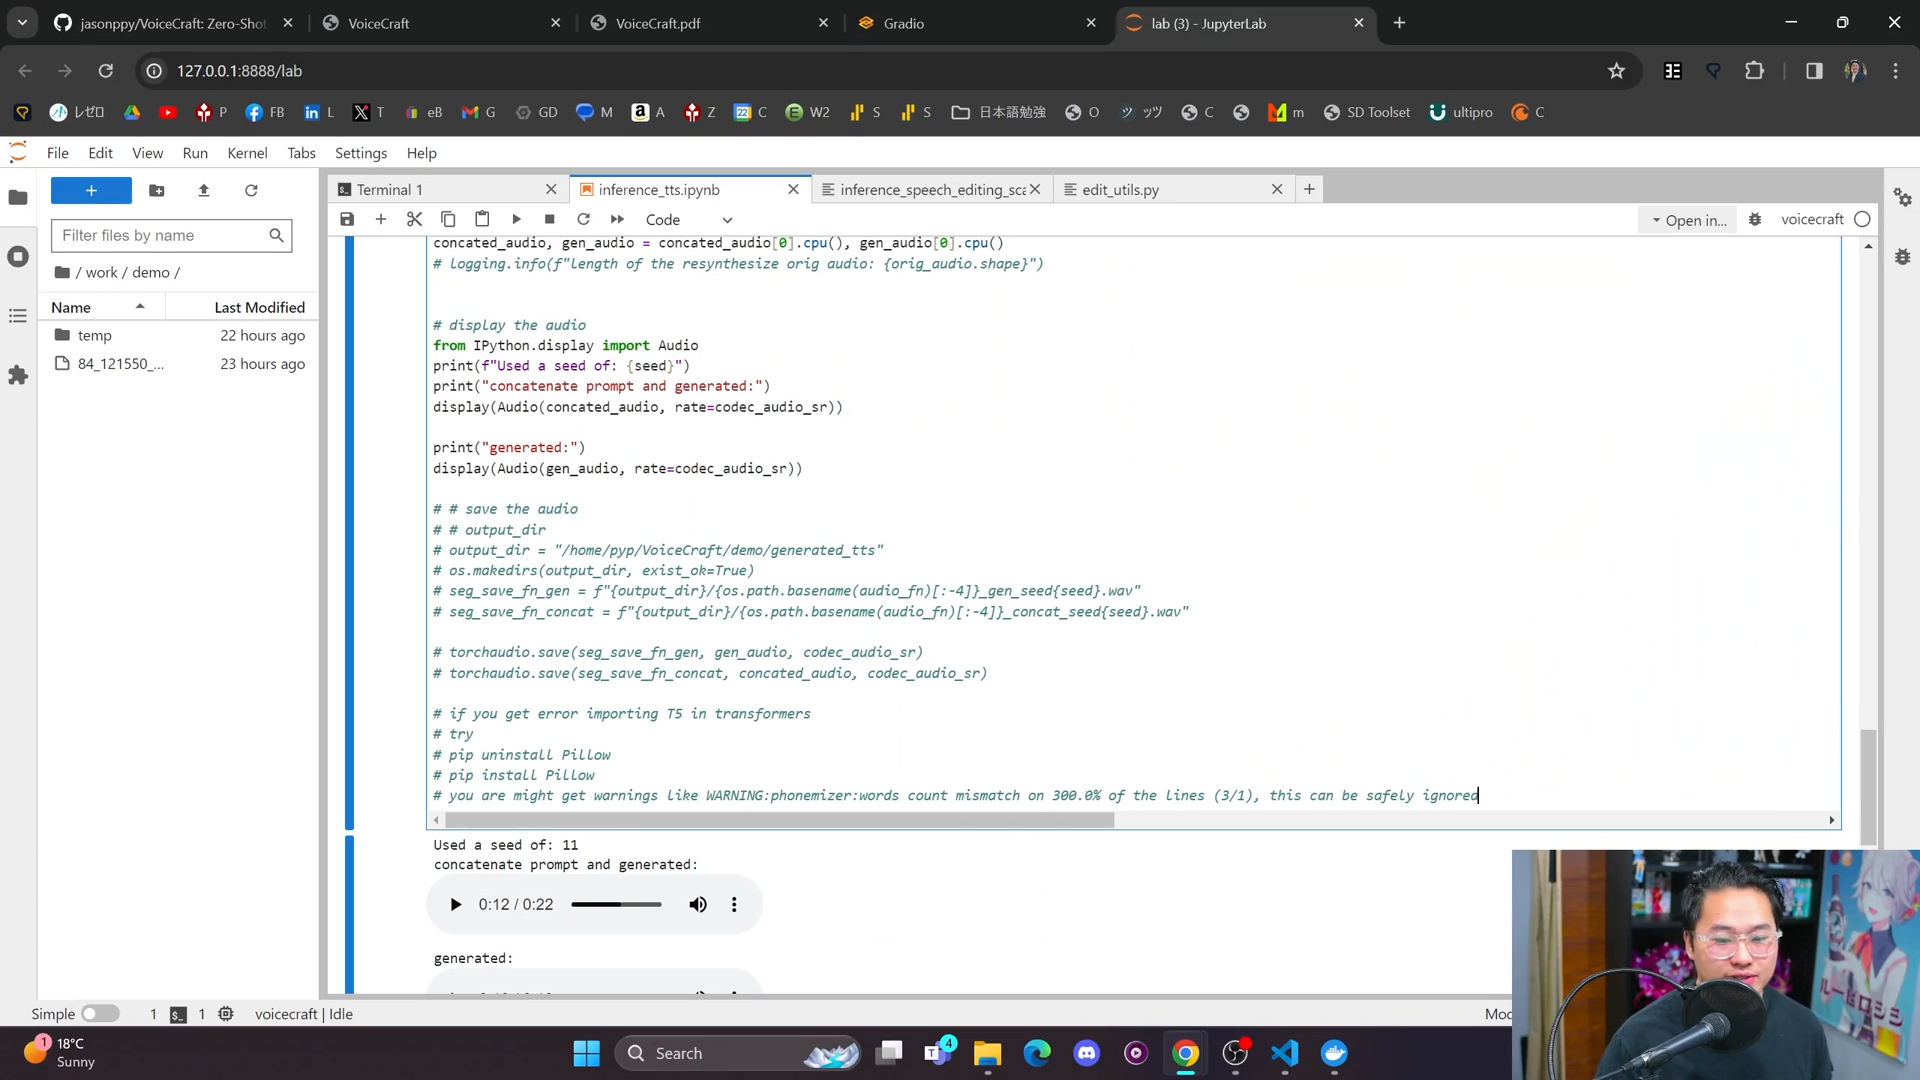 jasonppy/VoiceCraft: Zero-Shot
VoiceCraft
VoiceCraft.pdf
Gradio
lab (3) - JupyterLab
127.0.0.1:8888/lab
レゼロ
P
FB
L
T
eB
G
GD
M
A
Z
22
C
W2
S
S
日本語勉強
O
ッツ
C
m
SD Toolset
ultipro
C
File
Edit
View
Run
Kernel
Tabs
Settings
Help
Terminal 1
inference_tts.ipynb
inference_speech_editing_sca
edit_utils.py
Filter files by name
Code
Open in...
voicecraft
/ work / demo /
Name
Last Modified
temp
22 hours ago
84_121550_...
23 hours ago
concated_audio, gen_audio = concated_audio[0].cpu(), gen_audio[0].cpu()
# logging.info(f"length of the resynthesize orig audio: {orig_audio.shape}")
# display the audio
from IPython.display import Audio
print(f"Used a seed of: {seed}")
print("concatenate prompt and generated:")
display(Audio(concated_audio, rate=codec_audio_sr))
print("generated:")
display(Audio(gen_audio, rate=codec_audio_sr))
# # save the audio
# # output_dir
# output_dir = "/home/pyp/VoiceCraft/demo/generated_tts"
# os.makedirs(output_dir, exist_ok=True)
# seg_save_fn_gen = f"{output_dir}/{os.path.basename(audio_fn)[:-4]}_gen_seed{seed}.wav"
# seg_save_fn_concat = f"{output_dir}/{os.path.basename(audio_fn)[:-4]}_concat_seed{seed}.wav"
# torchaudio.save(seg_save_fn_gen, gen_audio, codec_audio_sr)
# torchaudio.save(seg_save_fn_concat, concated_audio, codec_audio_sr)
# if you get error importing T5 in transformers
# try
# pip uninstall Pillow
# pip install Pillow
# you are might get warnings like WARNING:phonemizer:words count mismatch on 300.0% of the lines (3/1), this can be safely ignored
Used a seed of: 11
concatenate prompt and generated:
0:12 / 0:22
generated:
Simple
1
1
voicecraft | Idle
Mod
1
18°C
Sunny
Search
4